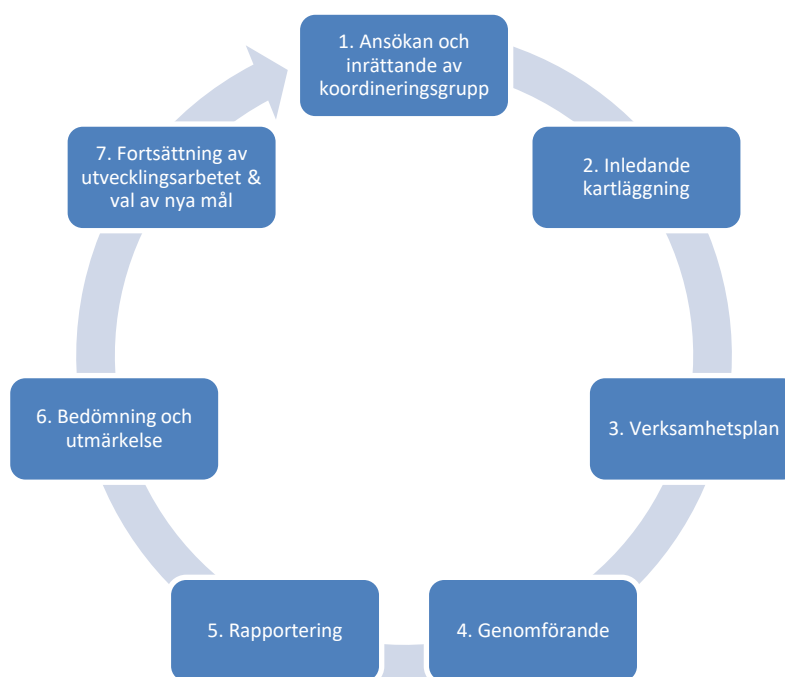 1. Ansökan och
inrättande av
koordineringsgrupp
2. Inledande
kartläggning
3. Verksamhetsplan
4. Genomförande
5. Rapportering
6. Bedömning och
utmärkelse
7. Fortsättning av
utvecklingsarbetet &
val av nya mål